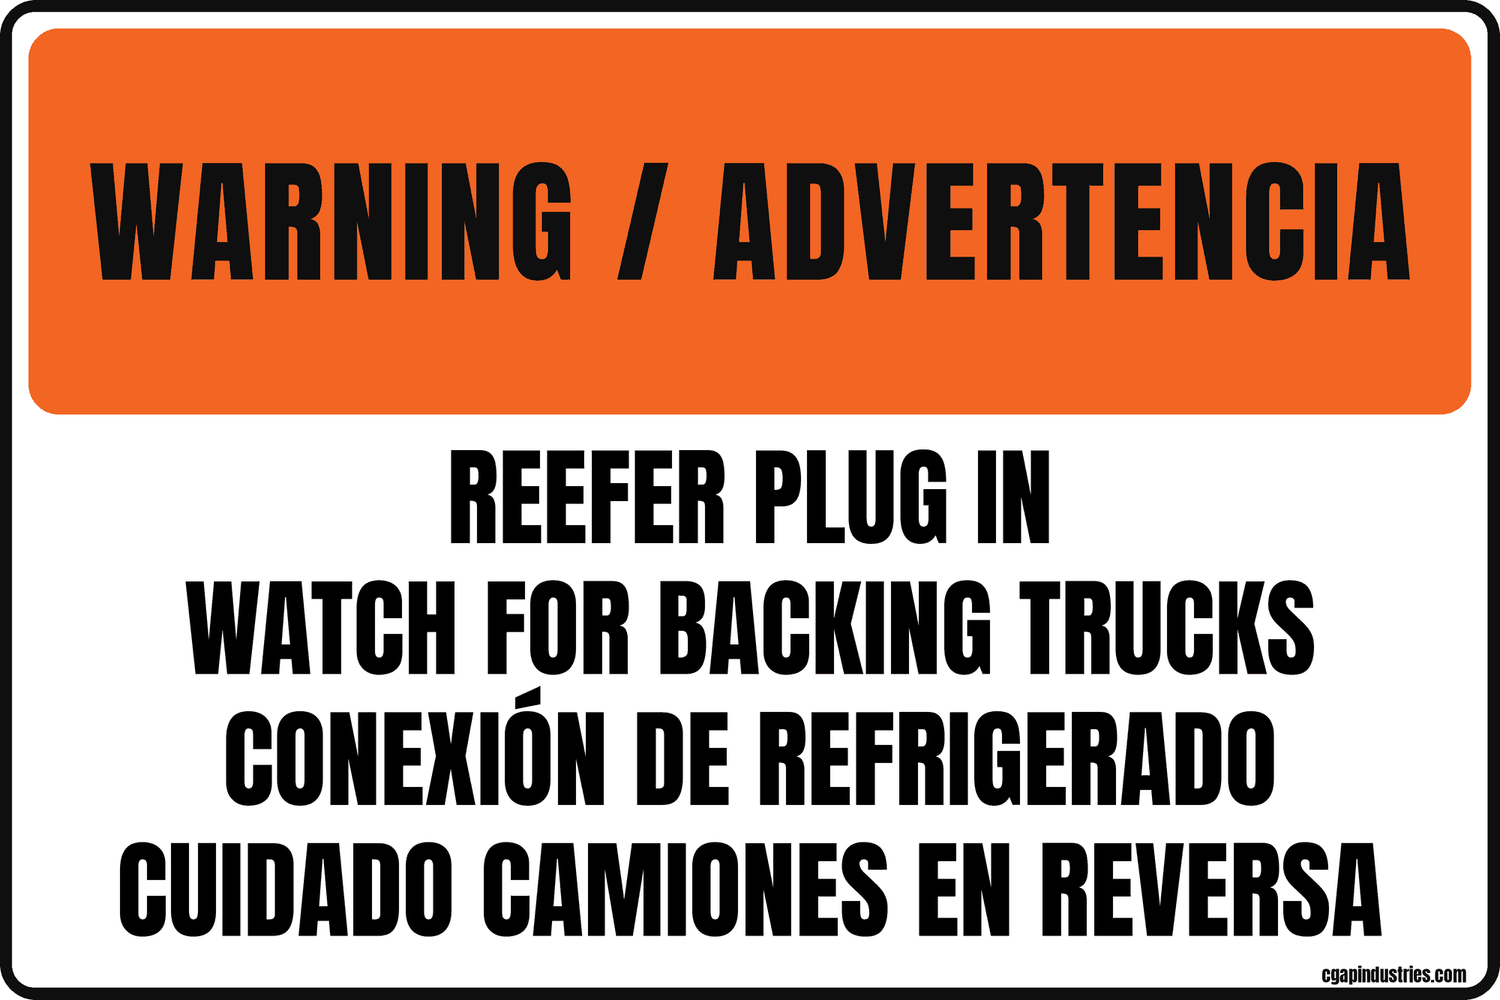 WARNING / ADVERTENCIA
REEFER PLUG IN
WATCH FOR BACKING TRUCKS
CONEXIÓN DE REFRIGERADO
CUIDADO CAMIONES EN REVERSA
cgapindustries.com